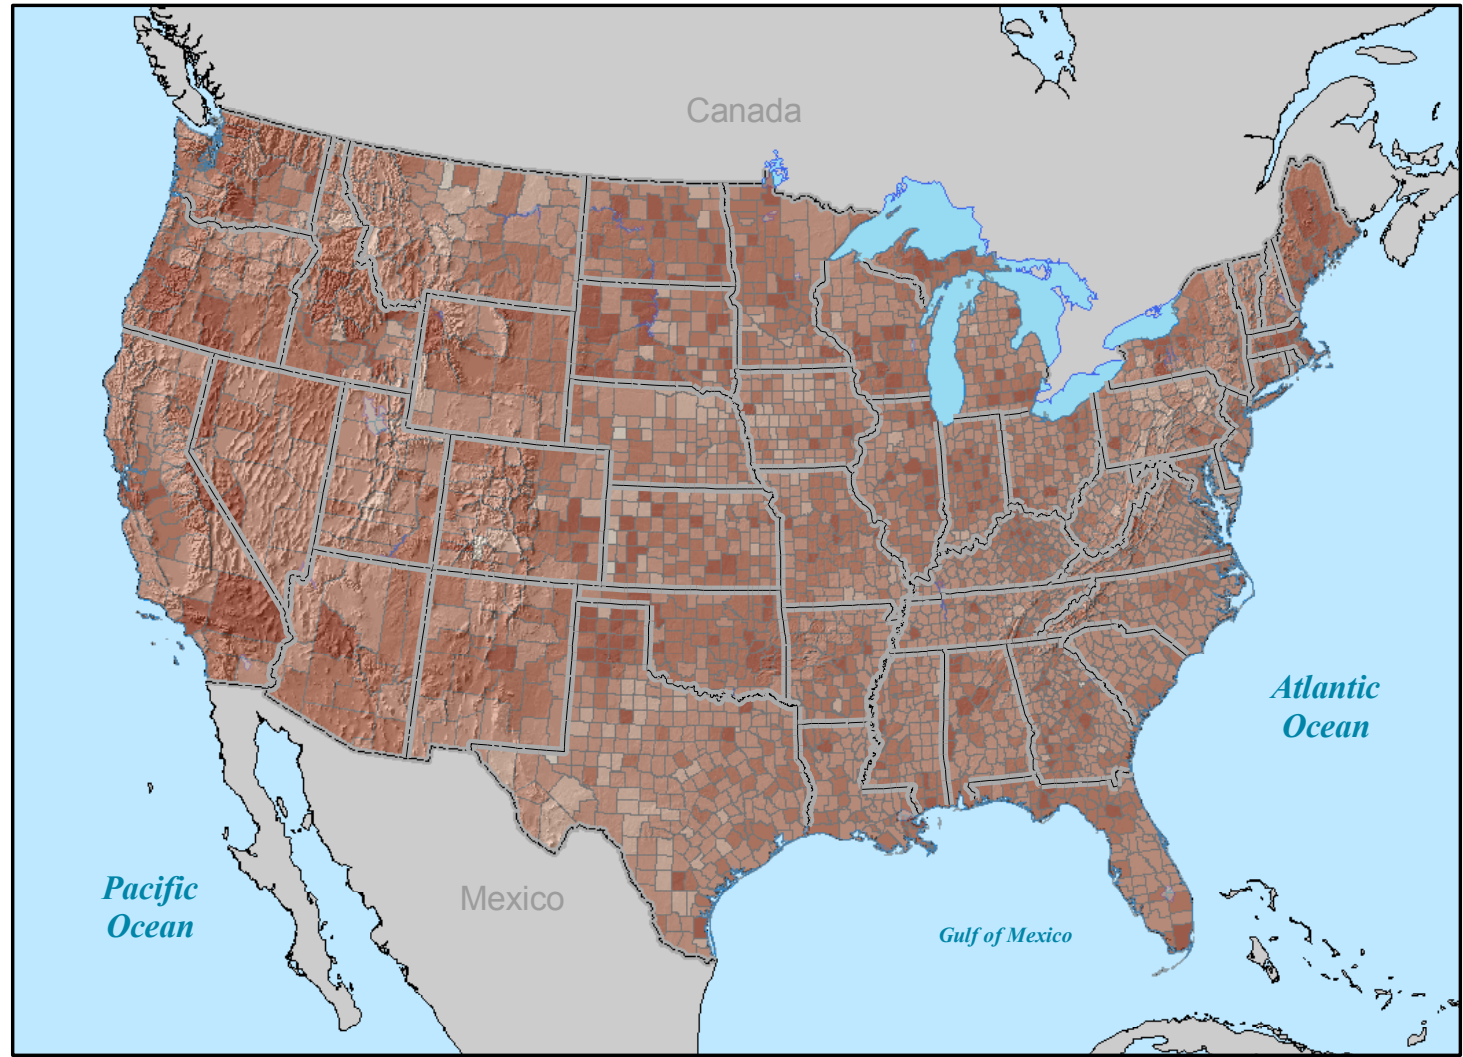 Canada
Atlantic
Ocean
Pacific
Ocean
Mexico
Gulf of Mexico